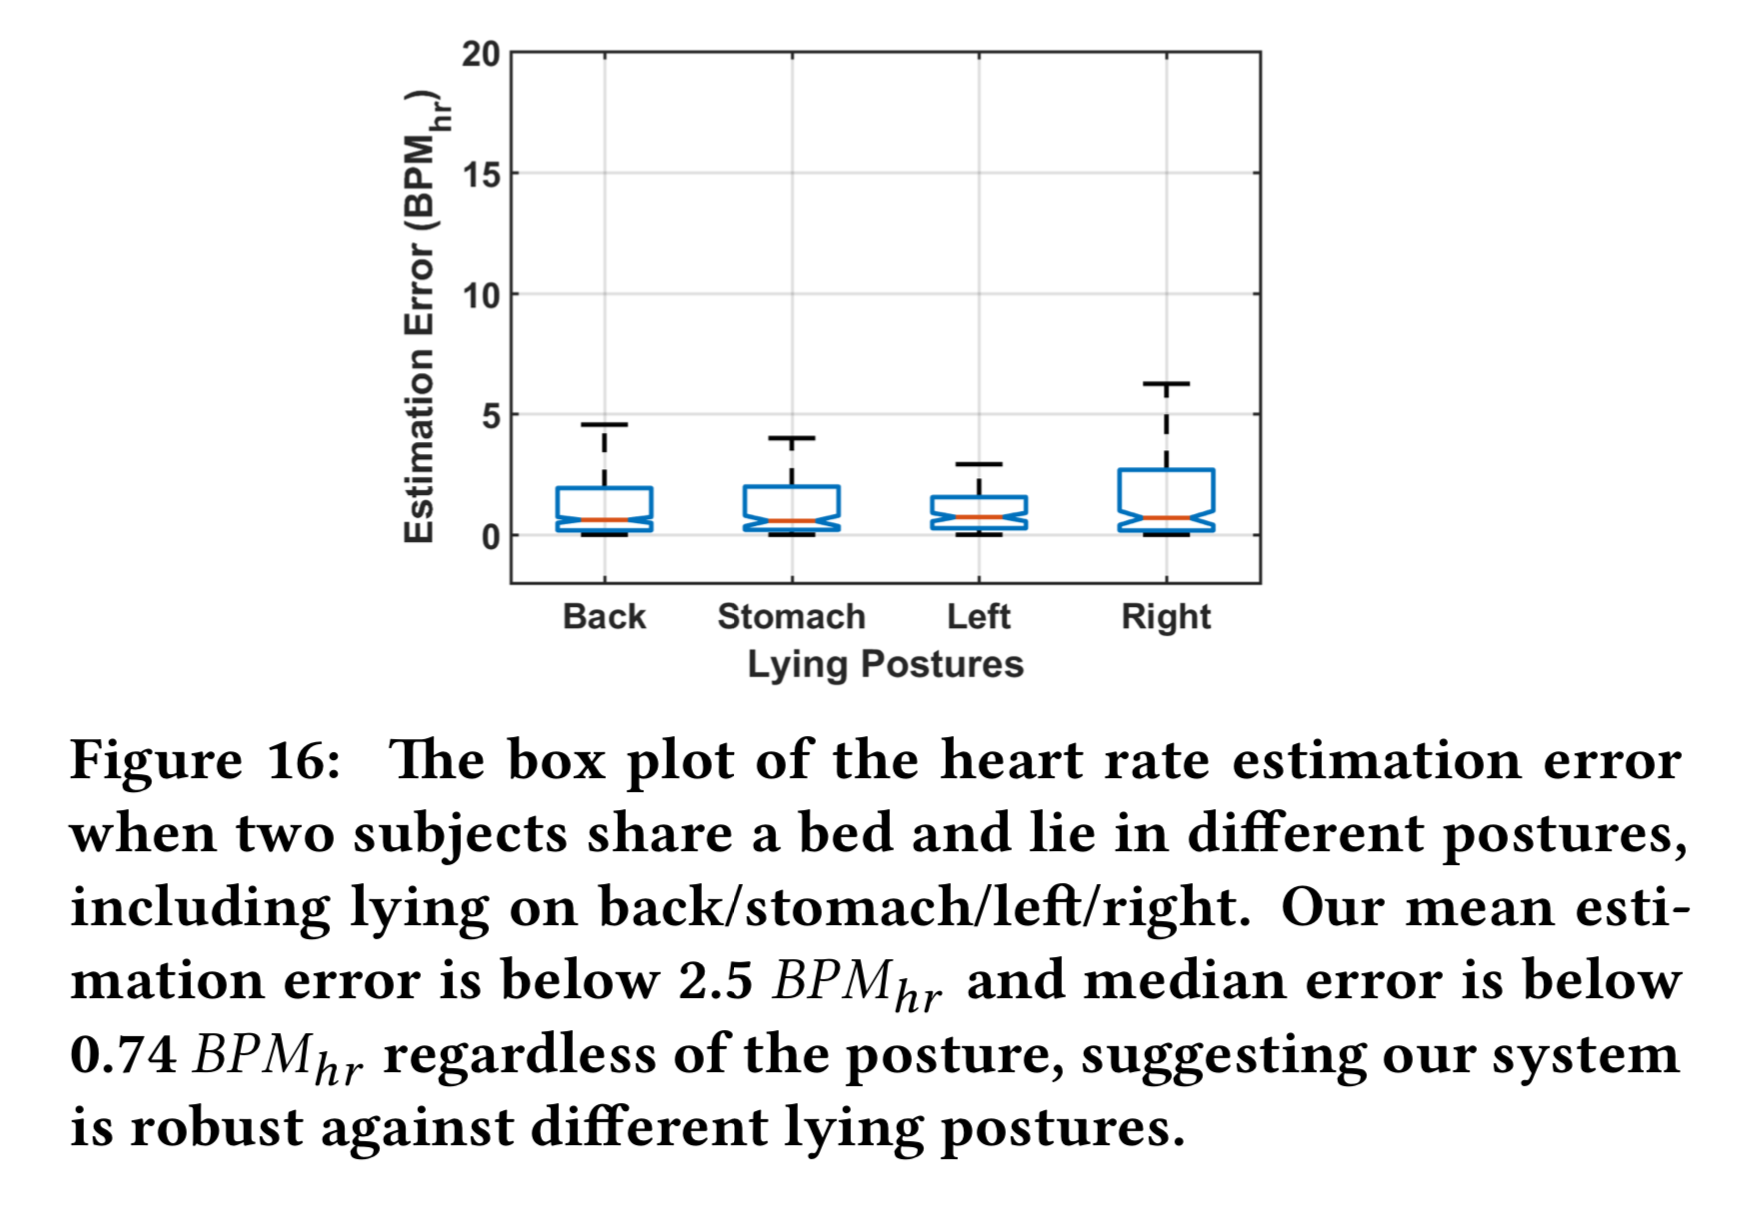 20
15
10
5
0
Estimation Error (BPM_hr)
Back Stomach Left Right
Lying Postures
Figure 16: The box plot of the heart rate estimation error
when two subjects share a bed and lie in different postures,
including lying on back/stomach/left/right. Our mean esti-
mation error is below 2.5 BPM_hr and median error is below
0.74 BPM_hr regardless of the posture, suggesting our system
is robust against different lying postures.